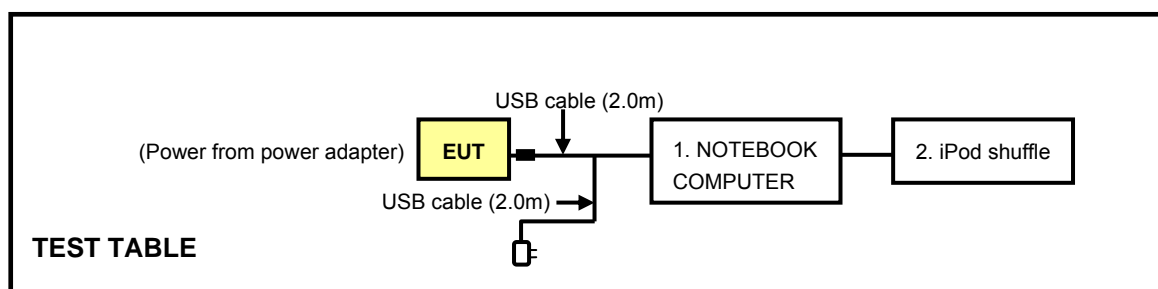 USB cable (2.0m)
(Power from power adapter)
EUT
1. NOTEBOOK
COMPUTER
2. iPod shuffle
USB cable (2.0m)
TEST TABLE